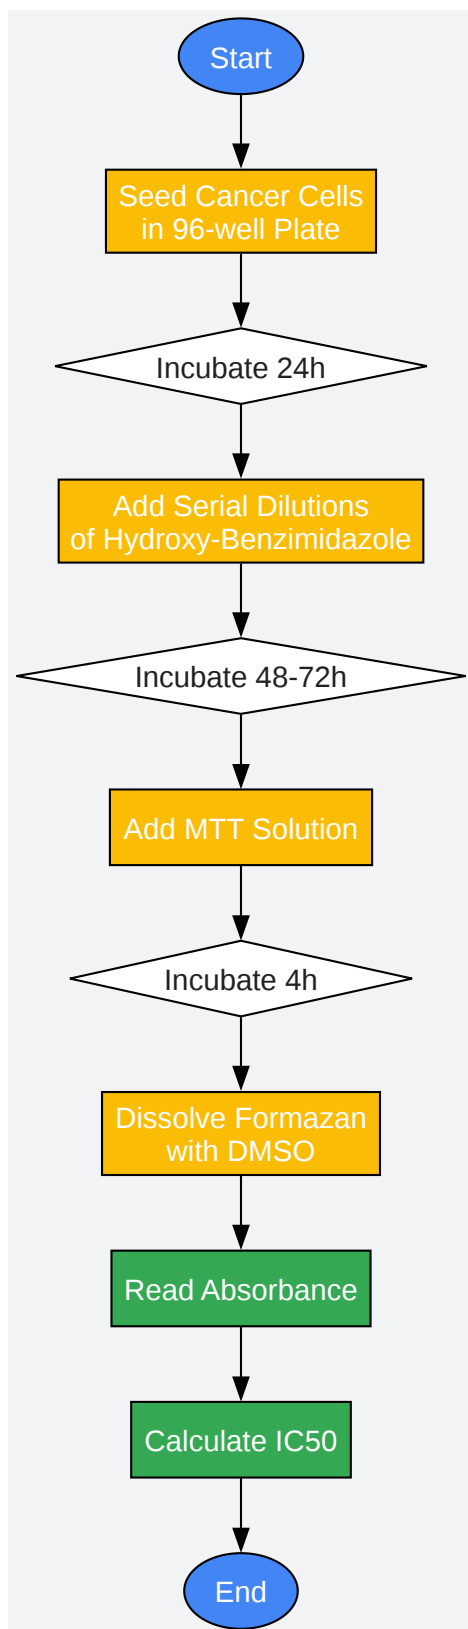 Start
Seed Cancer Cells
in 96-well Plate
Incubate 24h
Add Serial Dilutions
of Hydroxy-Benzimidazole
Incubate 48-72h
Add MTT Solution
Incubate 4h
Dissolve Formazan
with DMSO
Read Absorbance
Calculate IC50
End